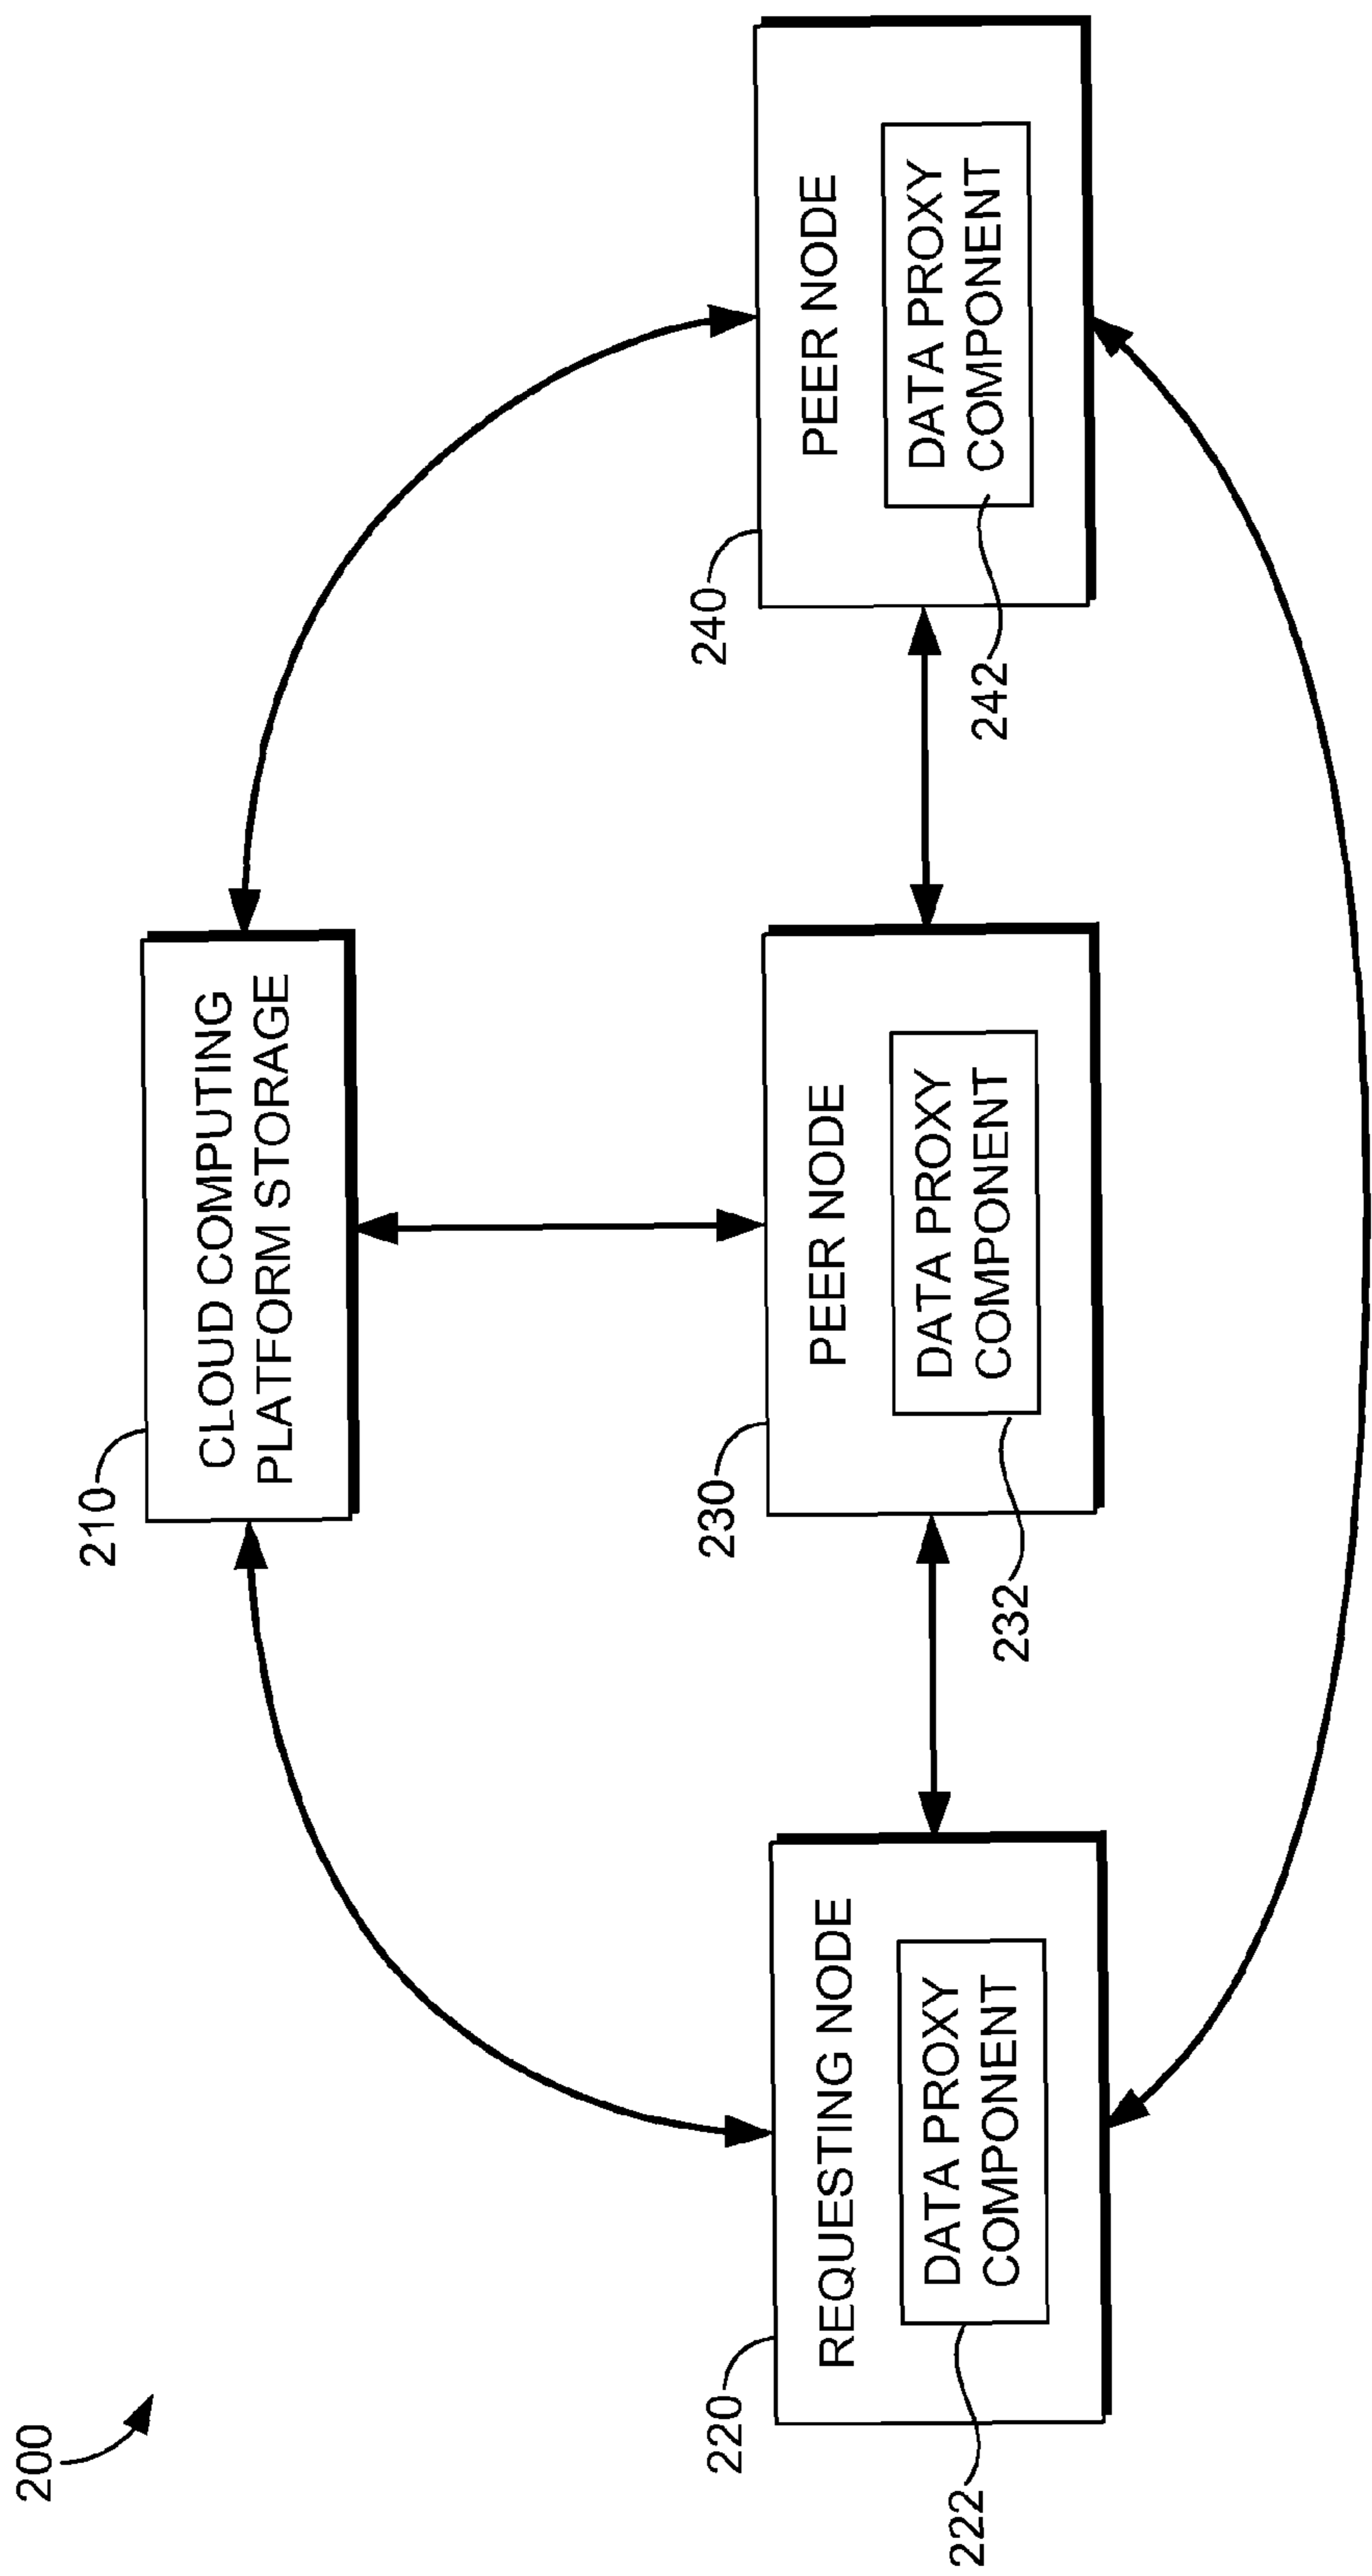 200
210
CLOUD COMPUTING
PLATFORM STORAGE
220
REQUESTING NODE
222
DATA PROXY
COMPONENT
230
PEER NODE
232
DATA PROXY
COMPONENT
240
PEER NODE
242
DATA PROXY
COMPONENT